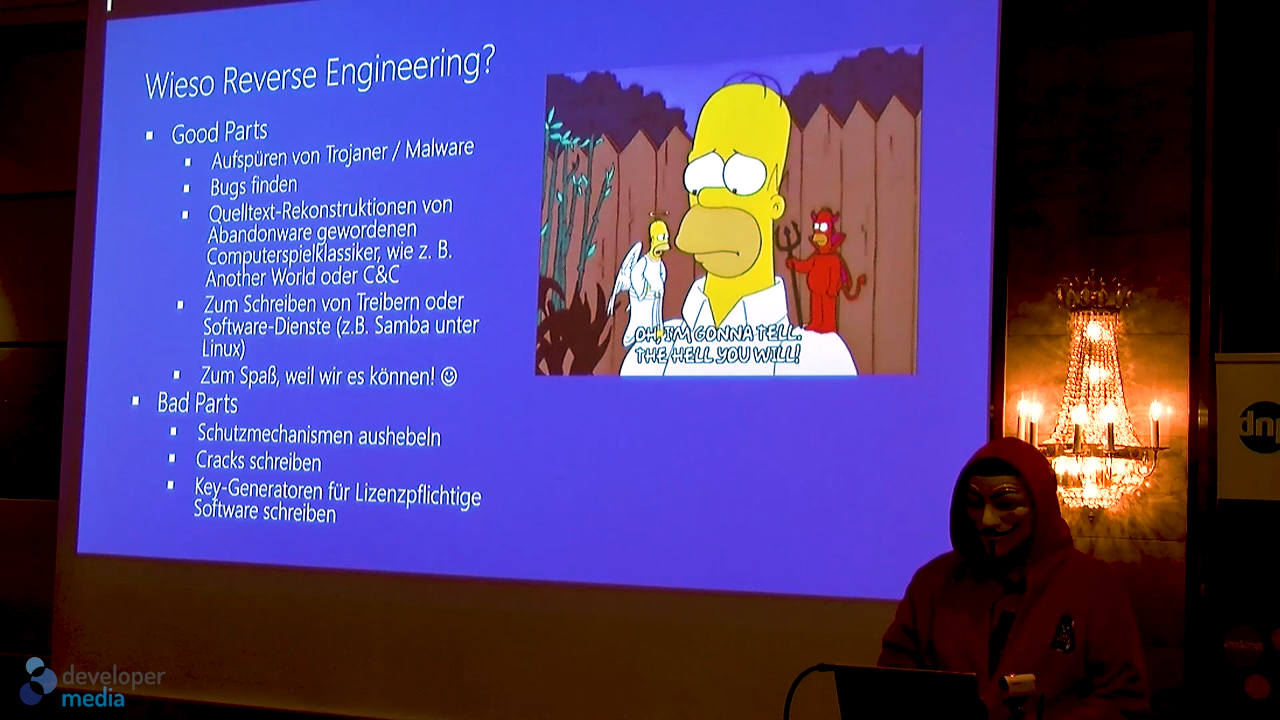 Wieso Reverse Engineering?
Good Parts
Aufspüren von Trojaner / Malware
Bugs finden
Quelltext-Rekonstruktionen von
Abandonware gewordenen
Computerspielklassiker, wie z. B.
Another World oder C&C
Zum Schreiben von Treibern oder
Software-Dienste (z.B. Samba unter
Linux)
Zum Spaß, weil wir es können! ☺
Bad Parts
Schutzmechanismen aushebeln
Cracks schreiben
Key-Generatoren für Lizenzpflichtige
Software schreiben
OH, I'M GONNA TELL.
THE HELL YOU WILL!
developer
media